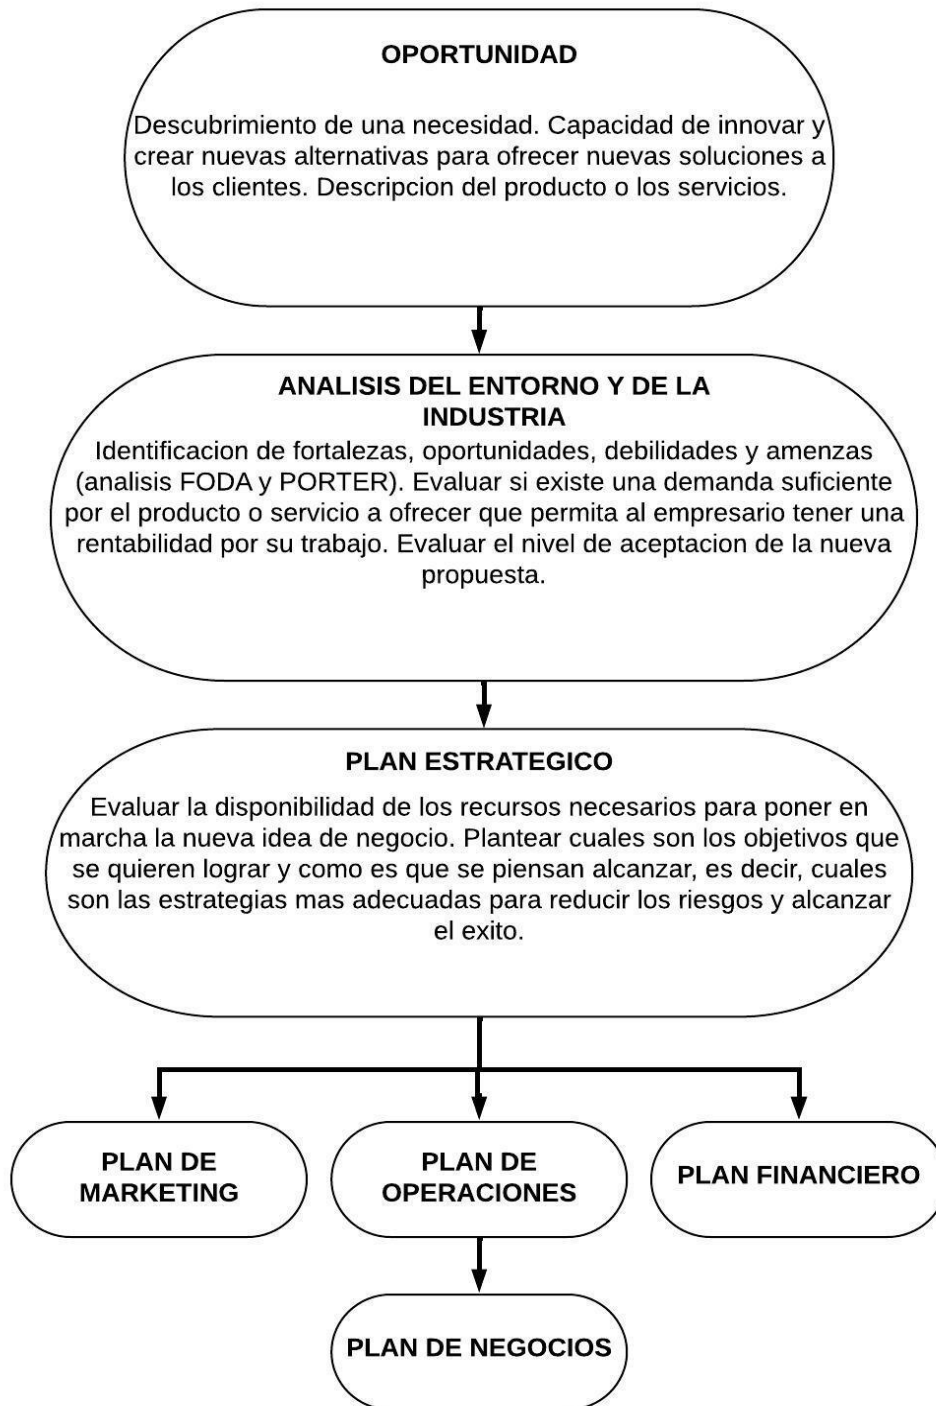 OPORTUNIDAD
Descubrimiento de una necesidad. Capacidad de innovar y
crear nuevas alternativas para ofrecer nuevas soluciones a
los clientes. Descripcion del producto o los servicios.
ANALISIS DEL ENTORNO Y DE LA
INDUSTRIA
Identificacion de fortalezas, oportunidades, debilidades y amenzas
(analisis FODA y PORTER). Evaluar si existe una demanda suficiente
por el producto o servicio a ofrecer que permita al empresario tener una
rentabilidad por su trabajo. Evaluar el nivel de aceptacion de la nueva
propuesta.
PLAN ESTRATEGICO
Evaluar la disponibilidad de los recursos necesarios para poner en
marcha la nueva idea de negocio. Plantear cuales son los objetivos que
se quieren lograr y como es que se piensan alcanzar, es decir, cuales
son las estrategias mas adecuadas para reducir los riesgos y alcanzar
el exito.
PLAN DE
MARKETING
PLAN DE
OPERACIONES
PLAN FINANCIERO
PLAN DE NEGOCIOS